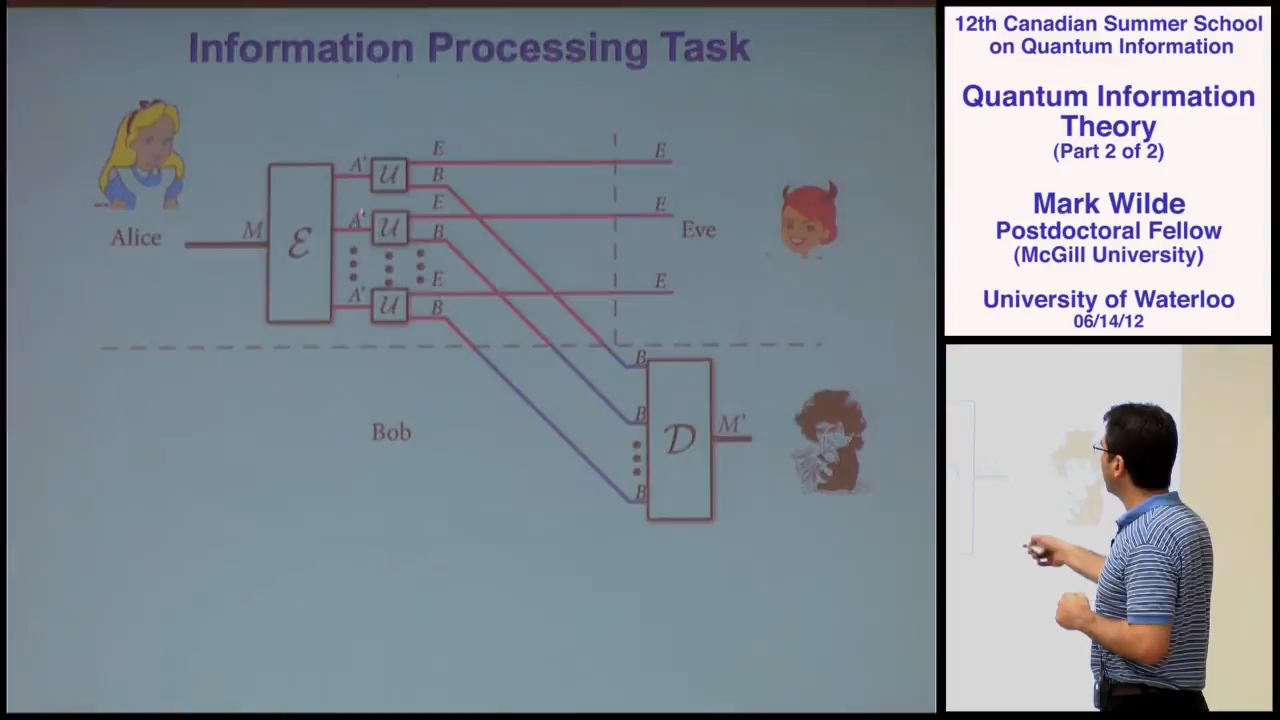 Information Processing Task
Alice
M
ℰ
A' 𝒰 E E
B
A' 𝒰 E E
B
Eve
A' 𝒰 E E
B
B
Bob
B
𝒟 M'
B
12th Canadian Summer School
on Quantum Information
Quantum Information
Theory
(Part 2 of 2)
Mark Wilde
Postdoctoral Fellow
(McGill University)
University of Waterloo
06/14/12